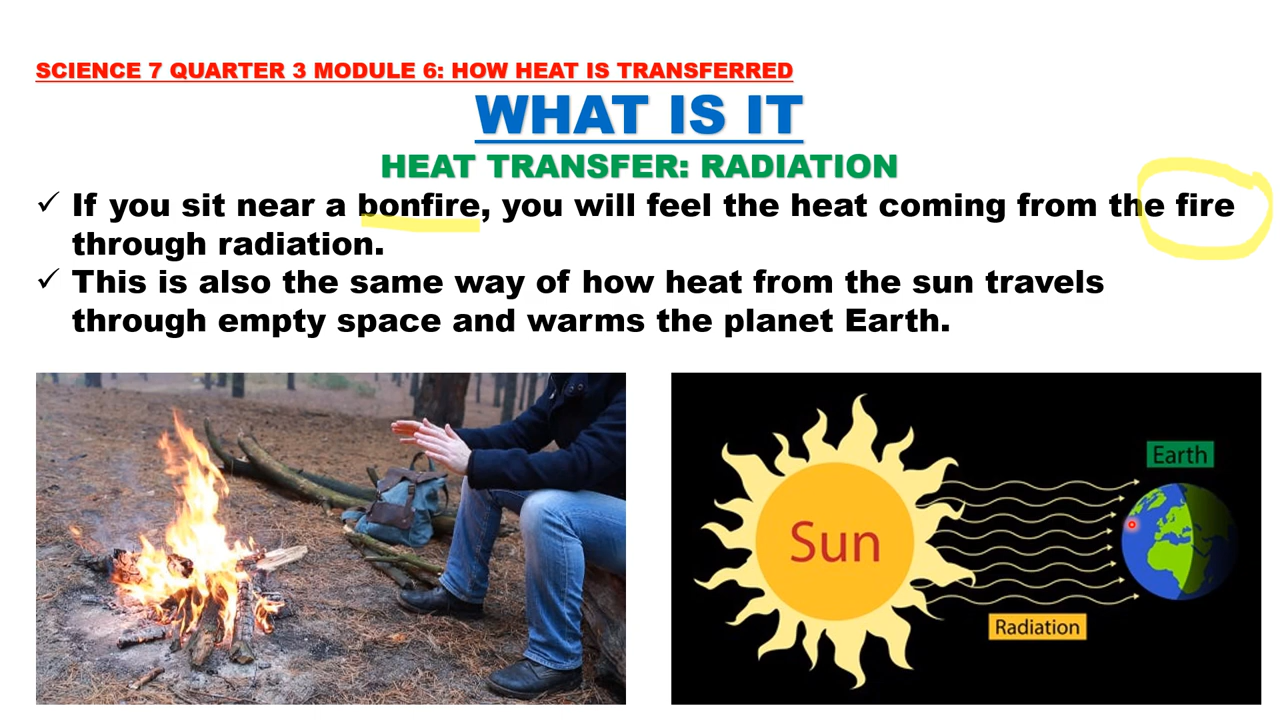 SCIENCE 7 QUARTER 3 MODULE 6: HOW HEAT IS TRANSFERRED
WHAT IS IT
HEAT TRANSFER: RADIATION
✓ If you sit near a bonfire, you will feel the heat coming from the fire
through radiation.
✓ This is also the same way of how heat from the sun travels
through empty space and warms the planet Earth.
Earth
Sun
Radiation